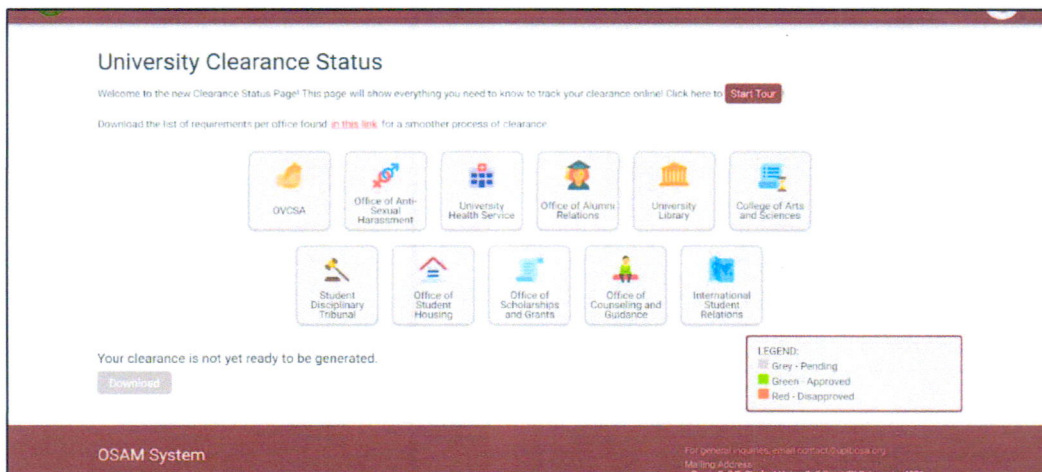 University Clearance Status
Welcome to the new Clearance Status Page! This page will show everything you need to know to track your clearance online! Click here to Start Tour!
Download the list of requirements per office found in this link for a smoother process of clearance.
OVCSA
Office of Anti-
Sexual
Harassment
University
Health Service
Office of Alumni
Relations
University
Library
College of Arts
and Sciences
Student
Disciplinary
Tribunal
Office of
Student
Housing
Office of
Scholarships
and Grants
Office of
Counseling and
Guidance
International
Student
Relations
Your clearance is not yet ready to be generated.
Download
LEGEND:
Grey - Pending
Green - Approved
Red - Disapproved
OSAM System
For general inquiries, email
Mailing Address